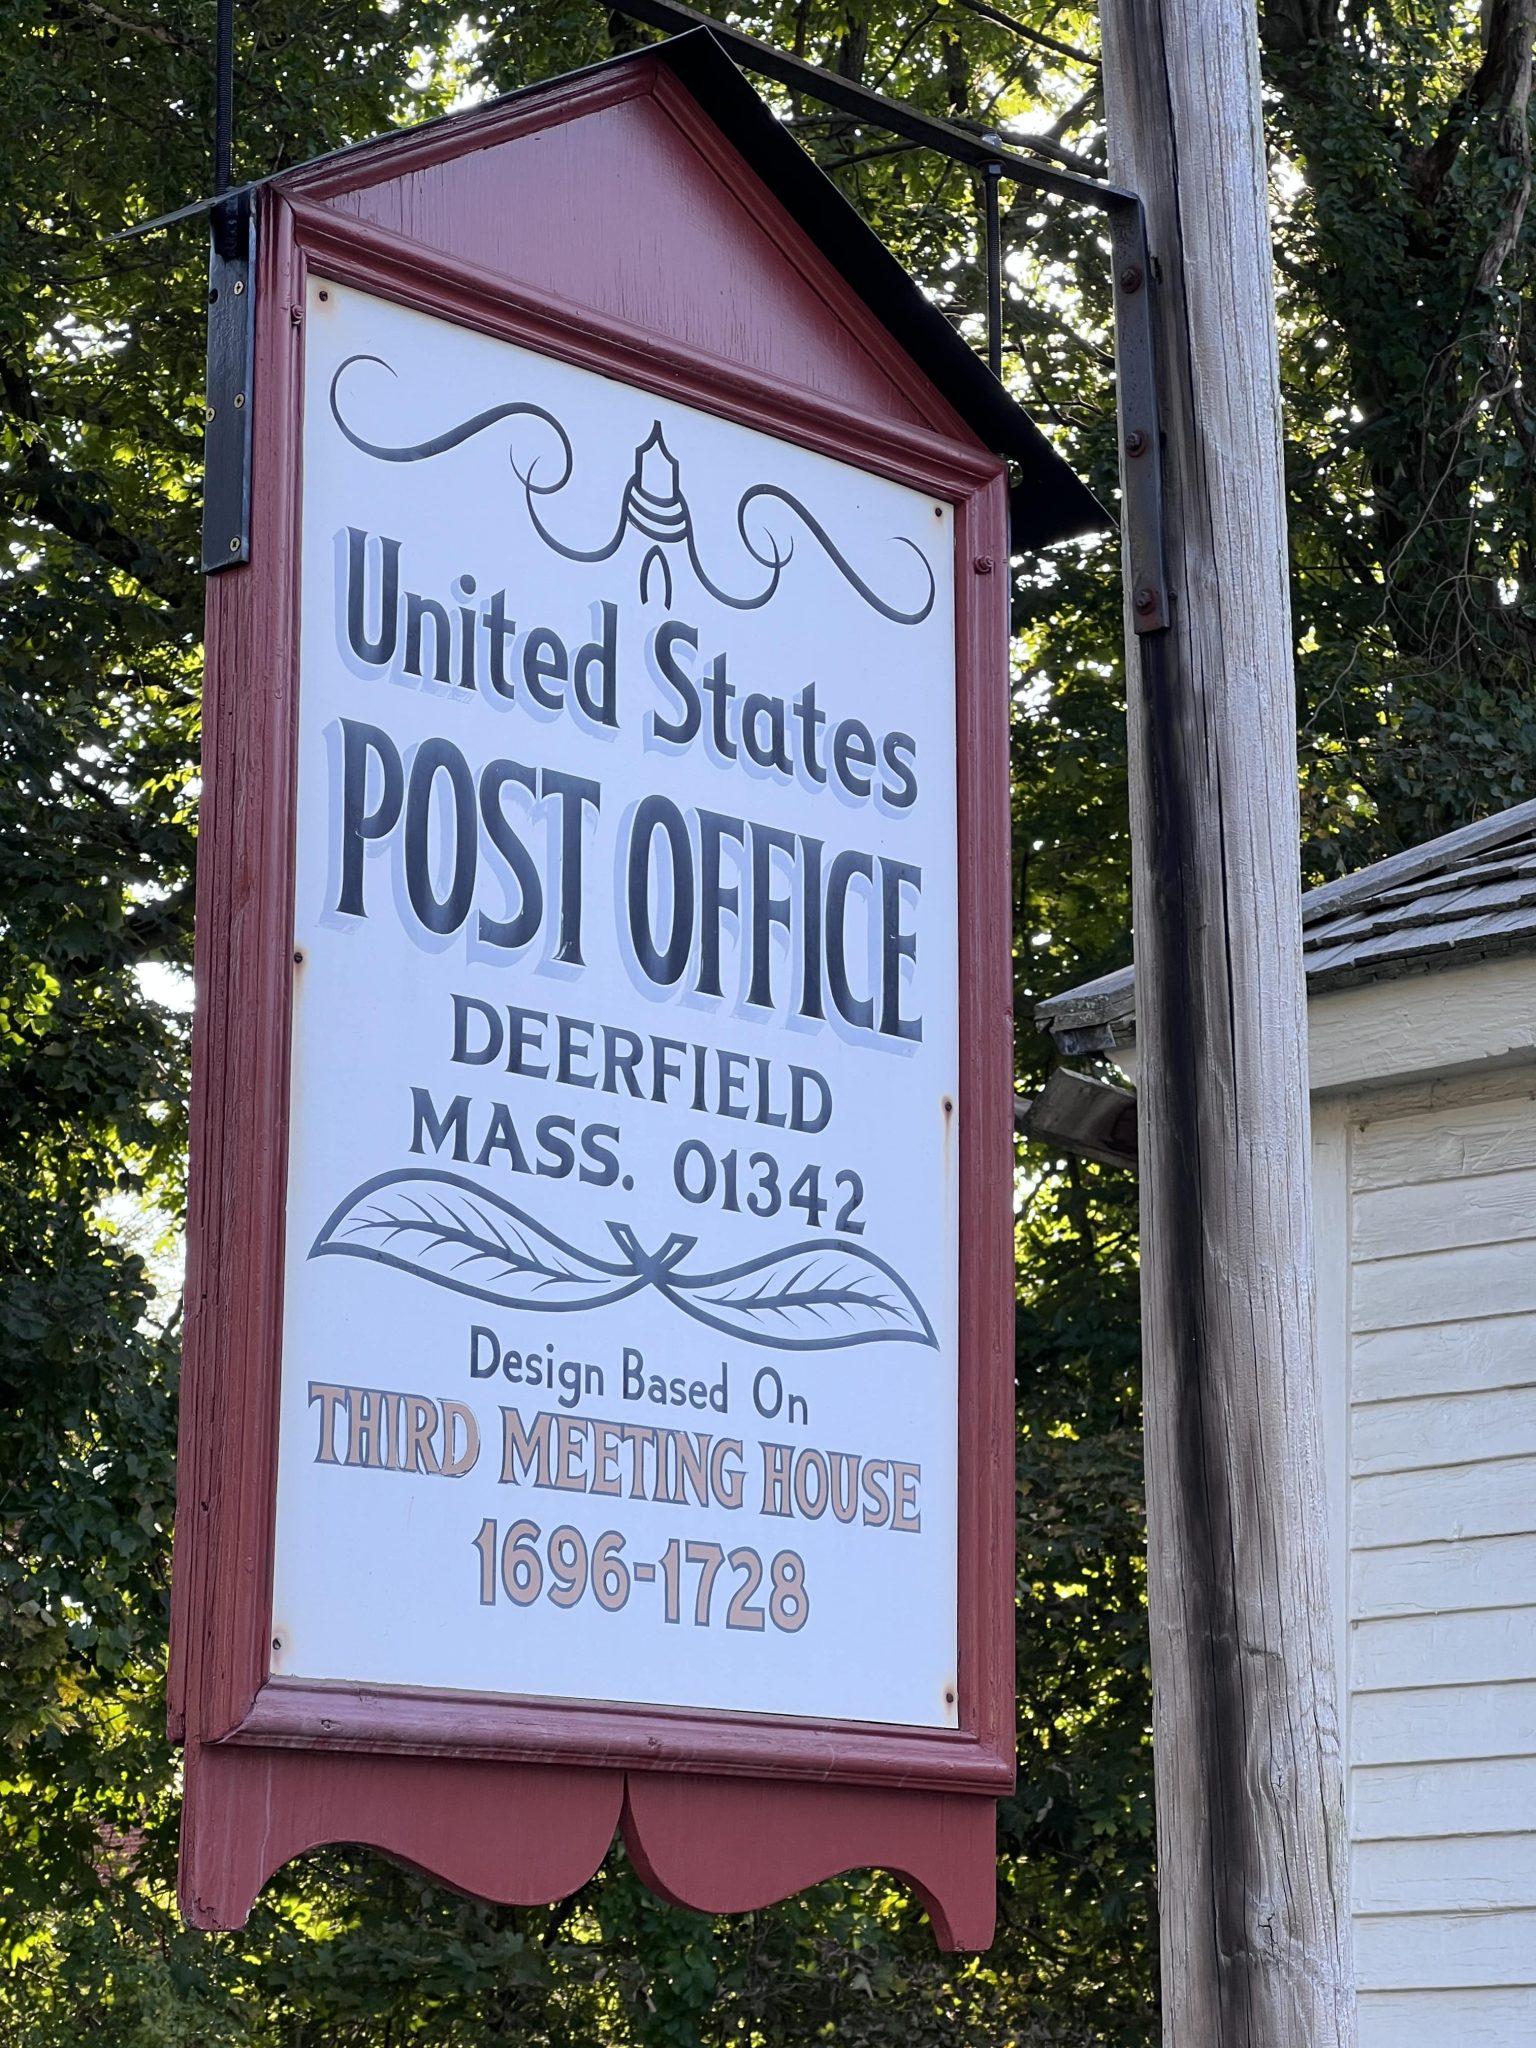 United States
POST OFFICE
DEERFIELD
MASS. 01342
Design Based On
THIRD MEETING HOUSE
1696-1728